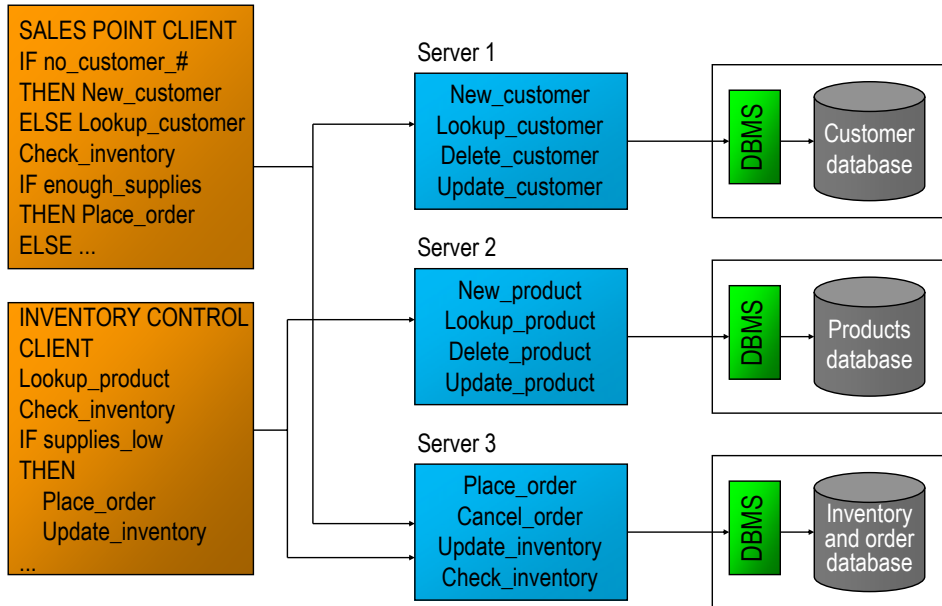 SALES POINT CLIENT
IF no_customer_#
THEN New_customer
ELSE Lookup_customer
Check_inventory
IF enough_supplies
THEN Place_order
ELSE ...
INVENTORY CONTROL
CLIENT
Lookup_product
Check_inventory
IF supplies_low
THEN
Place_order
Update_inventory
...
Server 1
New_customer
Lookup_customer
Delete_customer
Update_customer
DBMS
Customer
database
Server 2
New_product
Lookup_product
Delete_product
Update_product
DBMS
Products
database
Server 3
Place_order
Cancel_order
Update_inventory
Check_inventory
DBMS
Inventory
and order
database